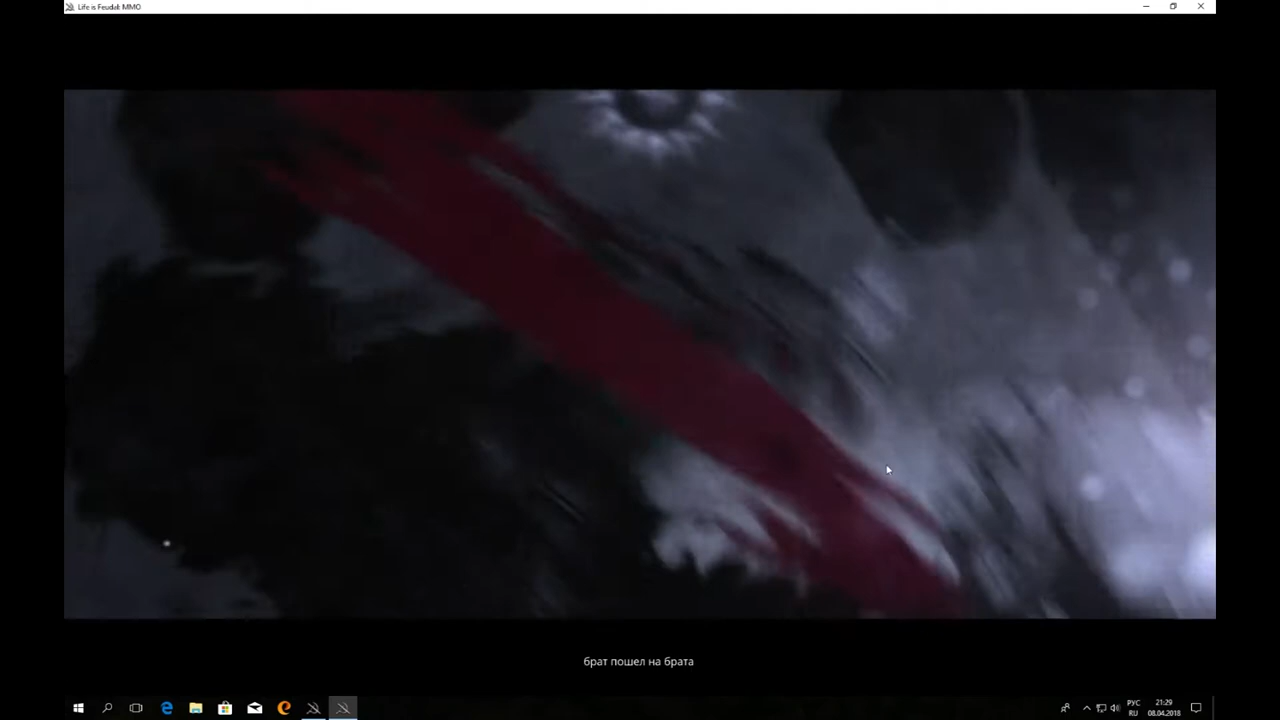 Life is Feudal: MMO
брат пошел на брата
РУС
RU
21:29
08.04.2018